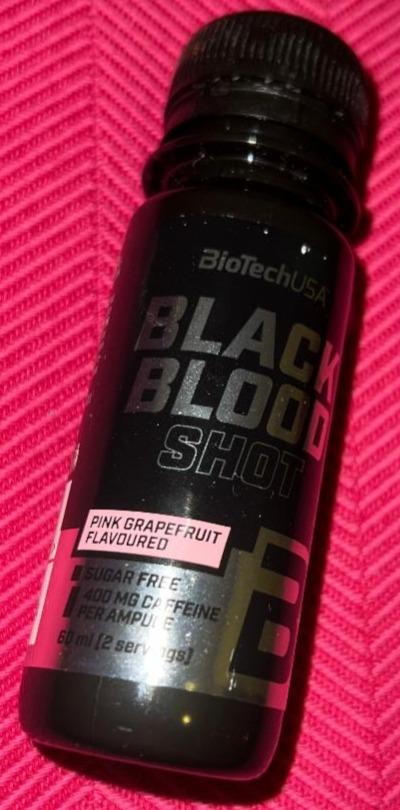 BioTechUSA
BLACK
BLOOD
SHOT
PINK GRAPEFRUIT
FLAVOURED
SUGAR FREE
400 MG CAFFEINE
PER AMPULE
60 ml [2 servings]
B